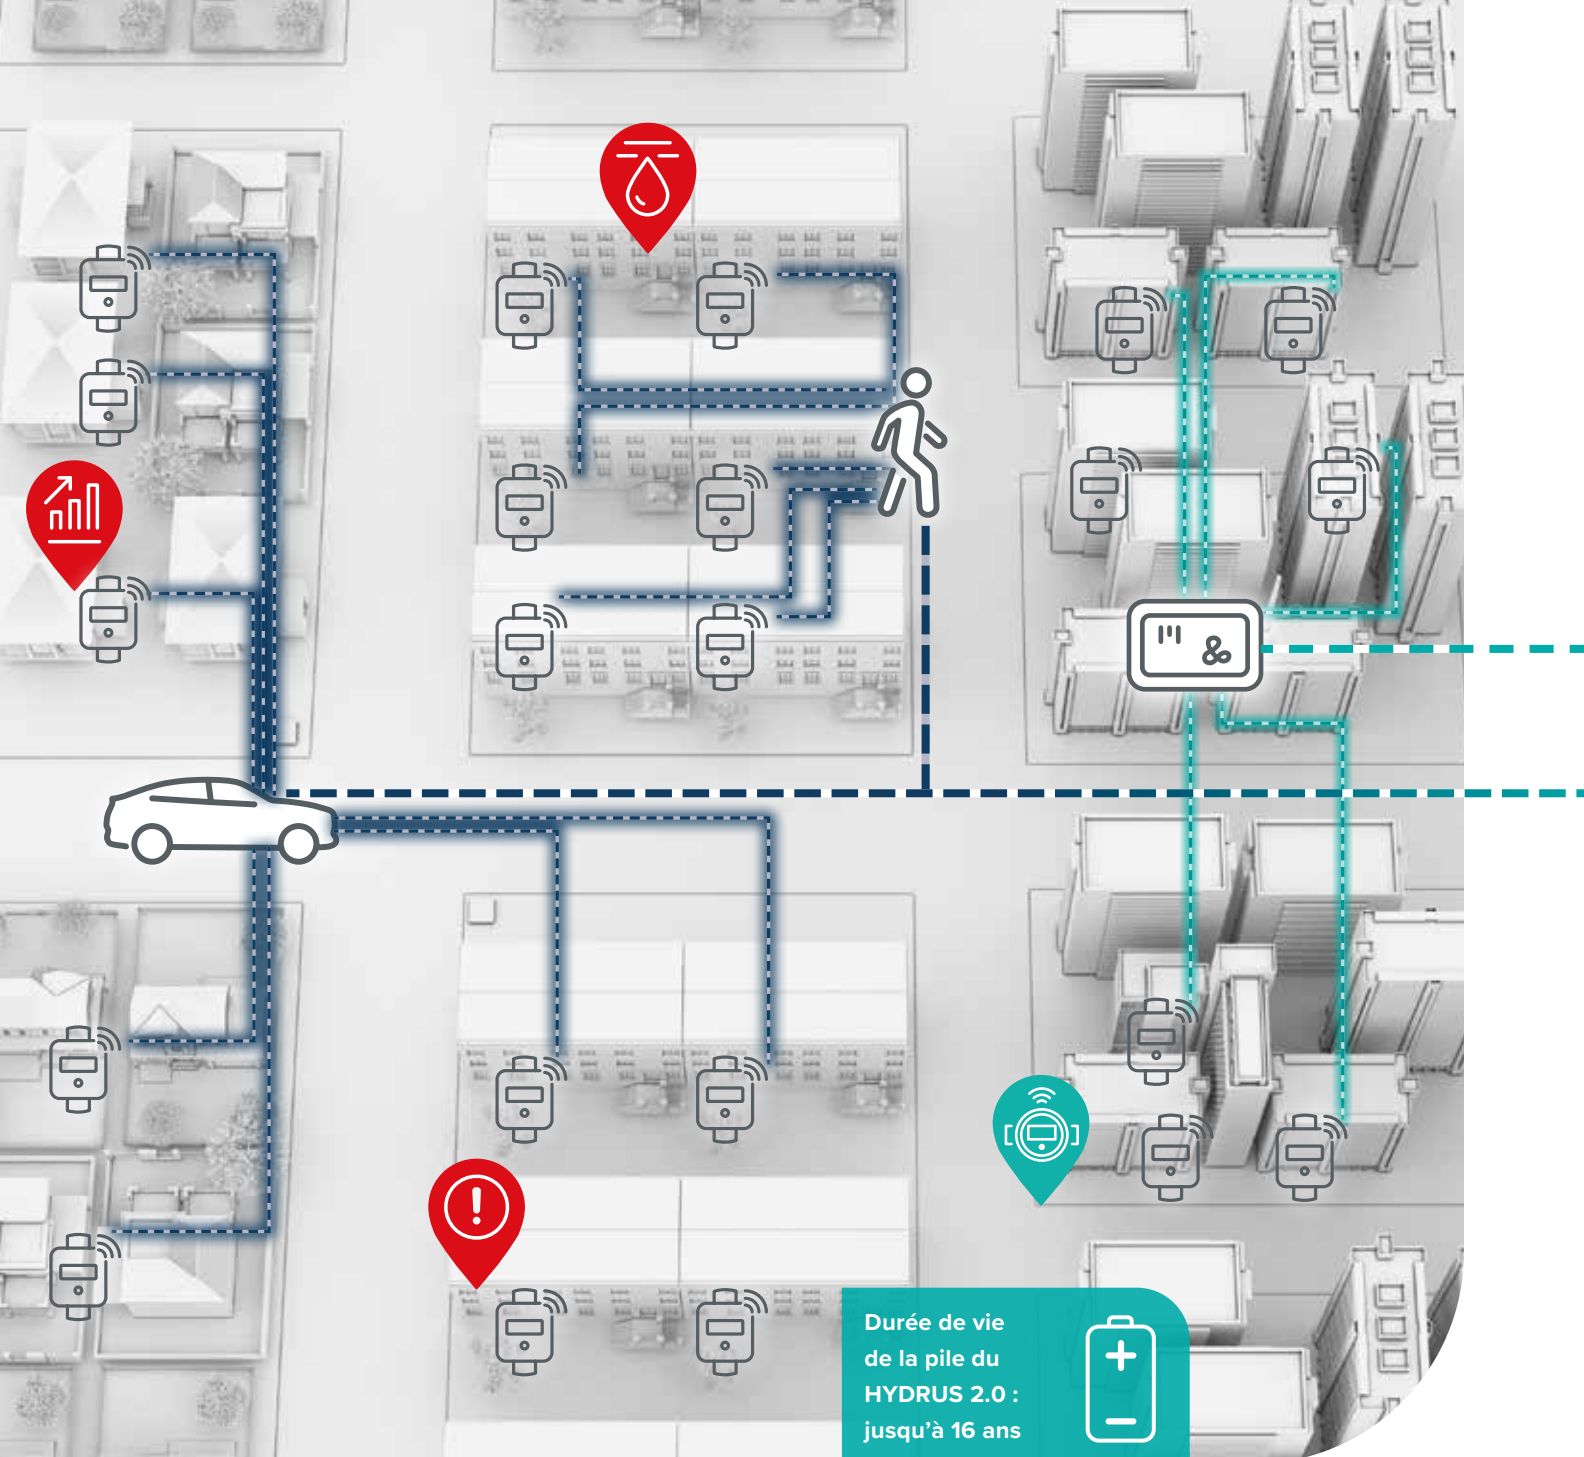 Durée de vie
de la pile du
HYDRUS 2.0 :
jusqu’à 16 ans